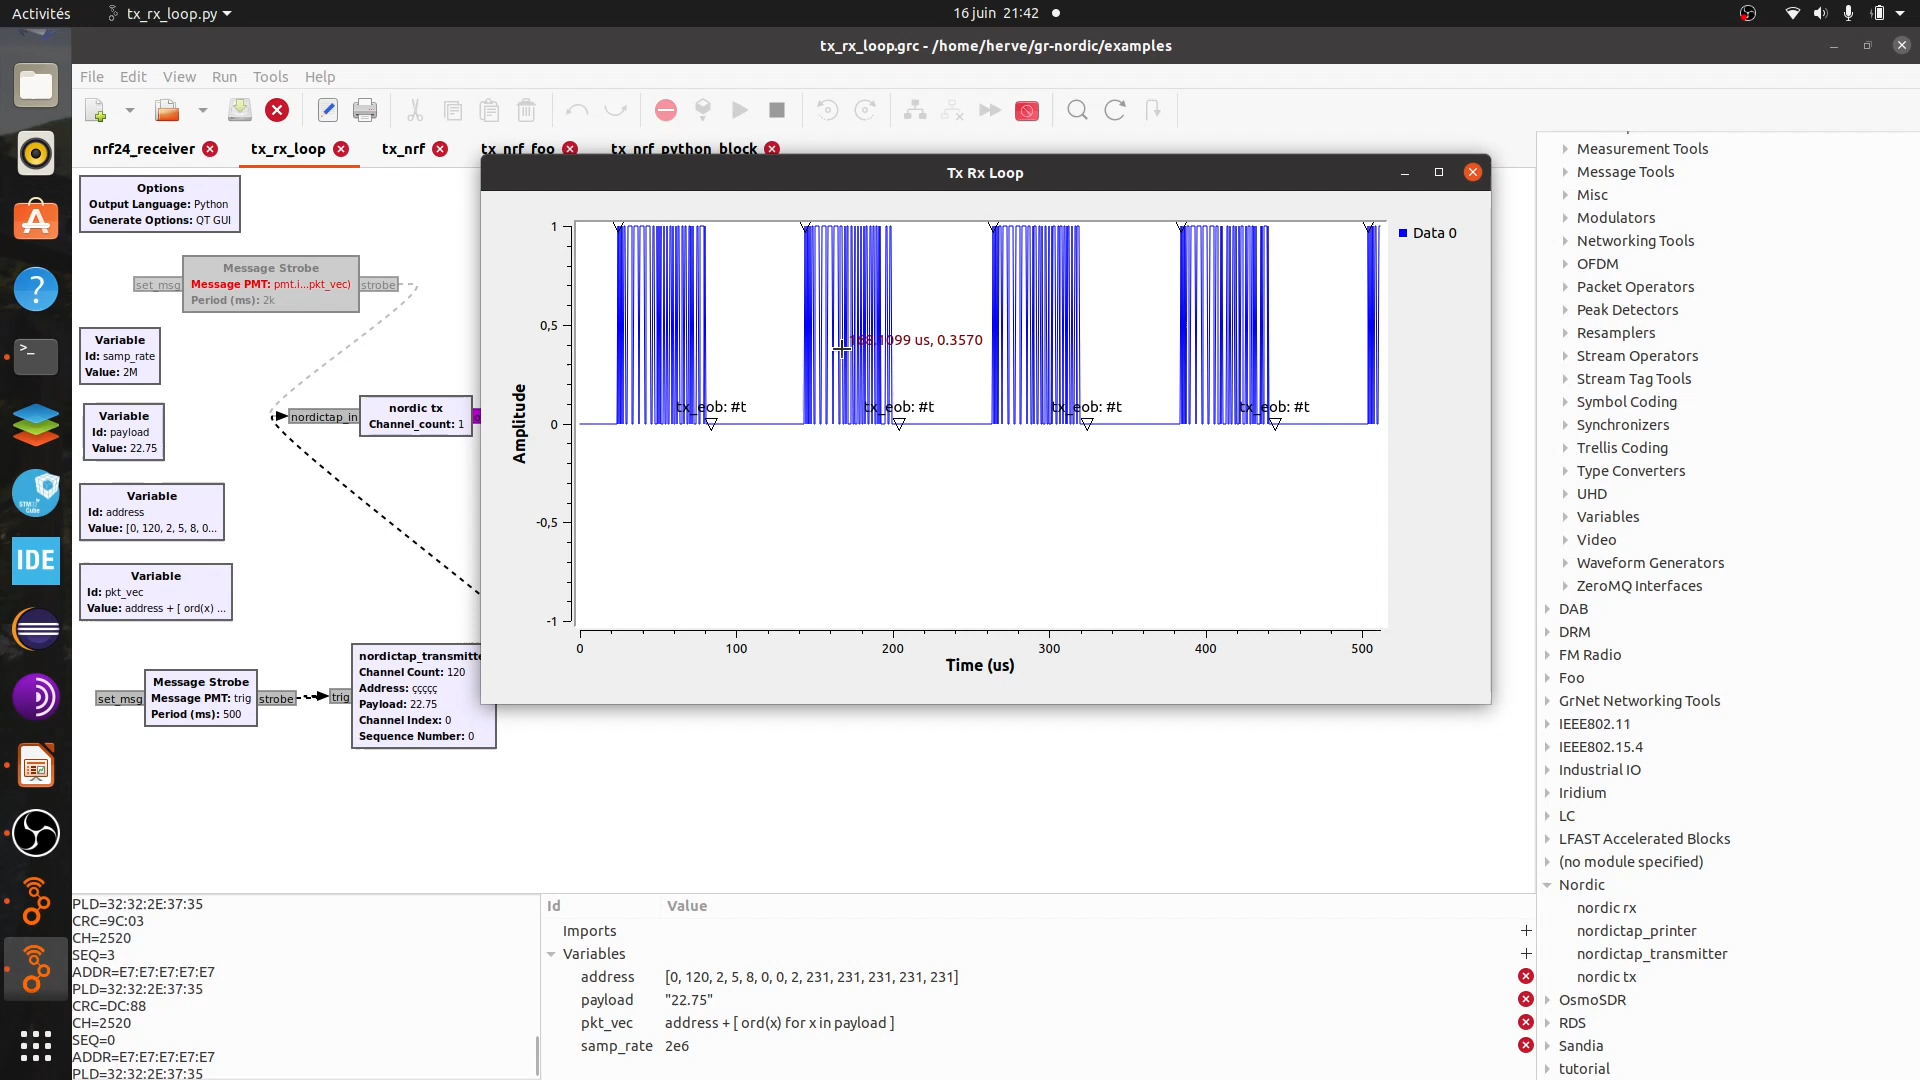 Activités
tx_rx_loop.py
16 juin 21:42
tx_rx_loop.grc - /home/herve/gr-nordic/examples
File Edit View Run Tools Help
nrf24_receiver
tx_rx_loop
tx_nrf
tx_nrf_foo
tx_nrf_python_block
Options
Output Language: Python
Generate Options: QT GUI
set_msg
Message Strobe
Message PMT: pmt.i...pkt_vec)
Period (ms): 2k
strobe
Variable
Id: samp_rate
Value: 2M
Variable
Id: payload
Value: 22.75
nordictap_in
nordic tx
Channel_count: 1
Variable
Id: address
Value: [0, 120, 2, 5, 8, 0...
Variable
Id: pkt_vec
Value: address + [ ord(x) ...
set_msg
Message Strobe
Message PMT: trig
Period (ms): 500
strobe
trig
nordictap_transmitte
Channel Count: 120
Address: ççççç
Payload: 22.75
Channel Index: 0
Sequence Number: 0
Tx Rx Loop
Data 0
1
0,5
0
-0,5
-1
Amplitude
.1099 us, 0.3570
tx_eob: #t
tx_eob: #t
tx_eob: #t
tx_eob: #t
0 100 200 300 400 500
Time (us)
Measurement Tools
Message Tools
Misc
Modulators
Networking Tools
OFDM
Packet Operators
Peak Detectors
Resamplers
Stream Operators
Stream Tag Tools
Symbol Coding
Synchronizers
Trellis Coding
Type Converters
UHD
Variables
Video
Waveform Generators
ZeroMQ Interfaces
DAB
DRM
FM Radio
Foo
GrNet Networking Tools
IEEE802.11
IEEE802.15.4
Industrial IO
Iridium
LC
LFAST Accelerated Blocks
(no module specified)
Nordic
nordic rx
nordictap_printer
nordictap_transmitter
nordic tx
OsmoSDR
RDS
Sandia
tutorial
PLD=32:32:2E:37:35
CRC=9C:03
CH=2520
SEQ=3
ADDR=E7:E7:E7:E7:E7
PLD=32:32:2E:37:35
CRC=DC:88
CH=2520
SEQ=0
ADDR=E7:E7:E7:E7:E7
PLD=32:32:2E:37:35
Id Value
Imports
Variables
address [0, 120, 2, 5, 8, 0, 0, 2, 231, 231, 231, 231, 231]
payload "22.75"
pkt_vec address + [ ord(x) for x in payload ]
samp_rate 2e6
IDE
STM32
Cube